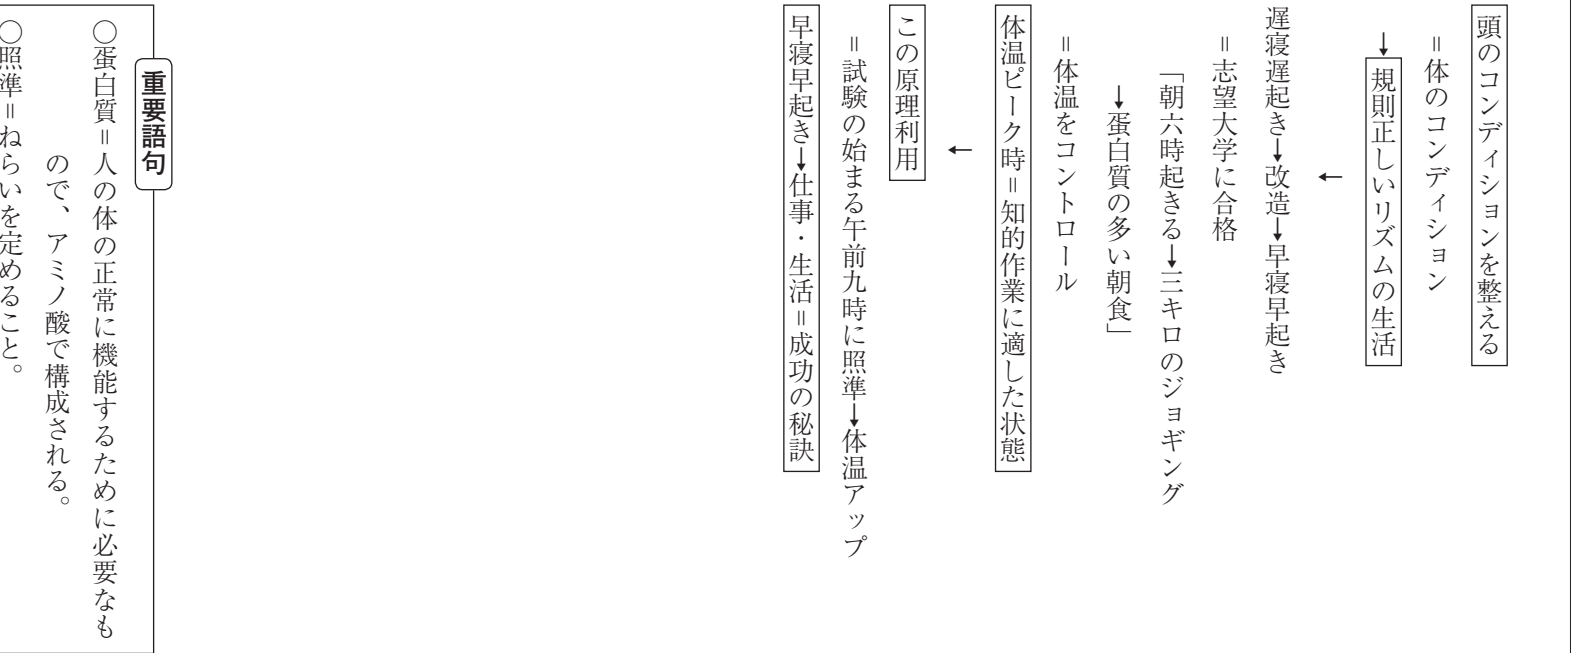 頭のコンディションを整える
＝体のコンディション
↓規則正しいリズムの生活
↓
遅寝遅起き↓改造↓早寝早起き
＝志望大学に合格
「朝六時起きる↓三キロのジョギング
↓蛋白質の多い朝食」
＝体温をコントロール
体温ピーク時＝知的作業に適した状態
↓
この原理利用
＝試験の始まる午前九時に照準↓体温アップ
早寝早起き↓仕事・生活＝成功の秘訣
重要語句
〇蛋白質＝人の体の正常に機能するために必要なも
ので、アミノ酸で構成される。
〇照準＝ねらいを定めること。